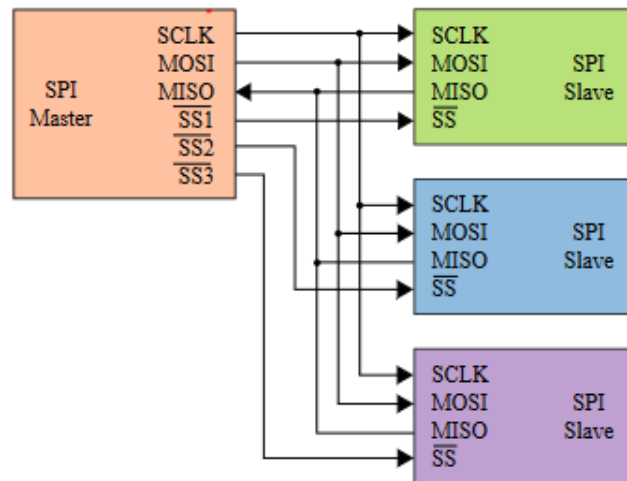 SPI
Master
SCLK
MOSI
MISO
SS1
SS2
SS3
SCLK
MOSI
MISO
SS
SPI
Slave
SCLK
MOSI
MISO
SS
SPI
Slave
SCLK
MOSI
MISO
SS
SPI
Slave